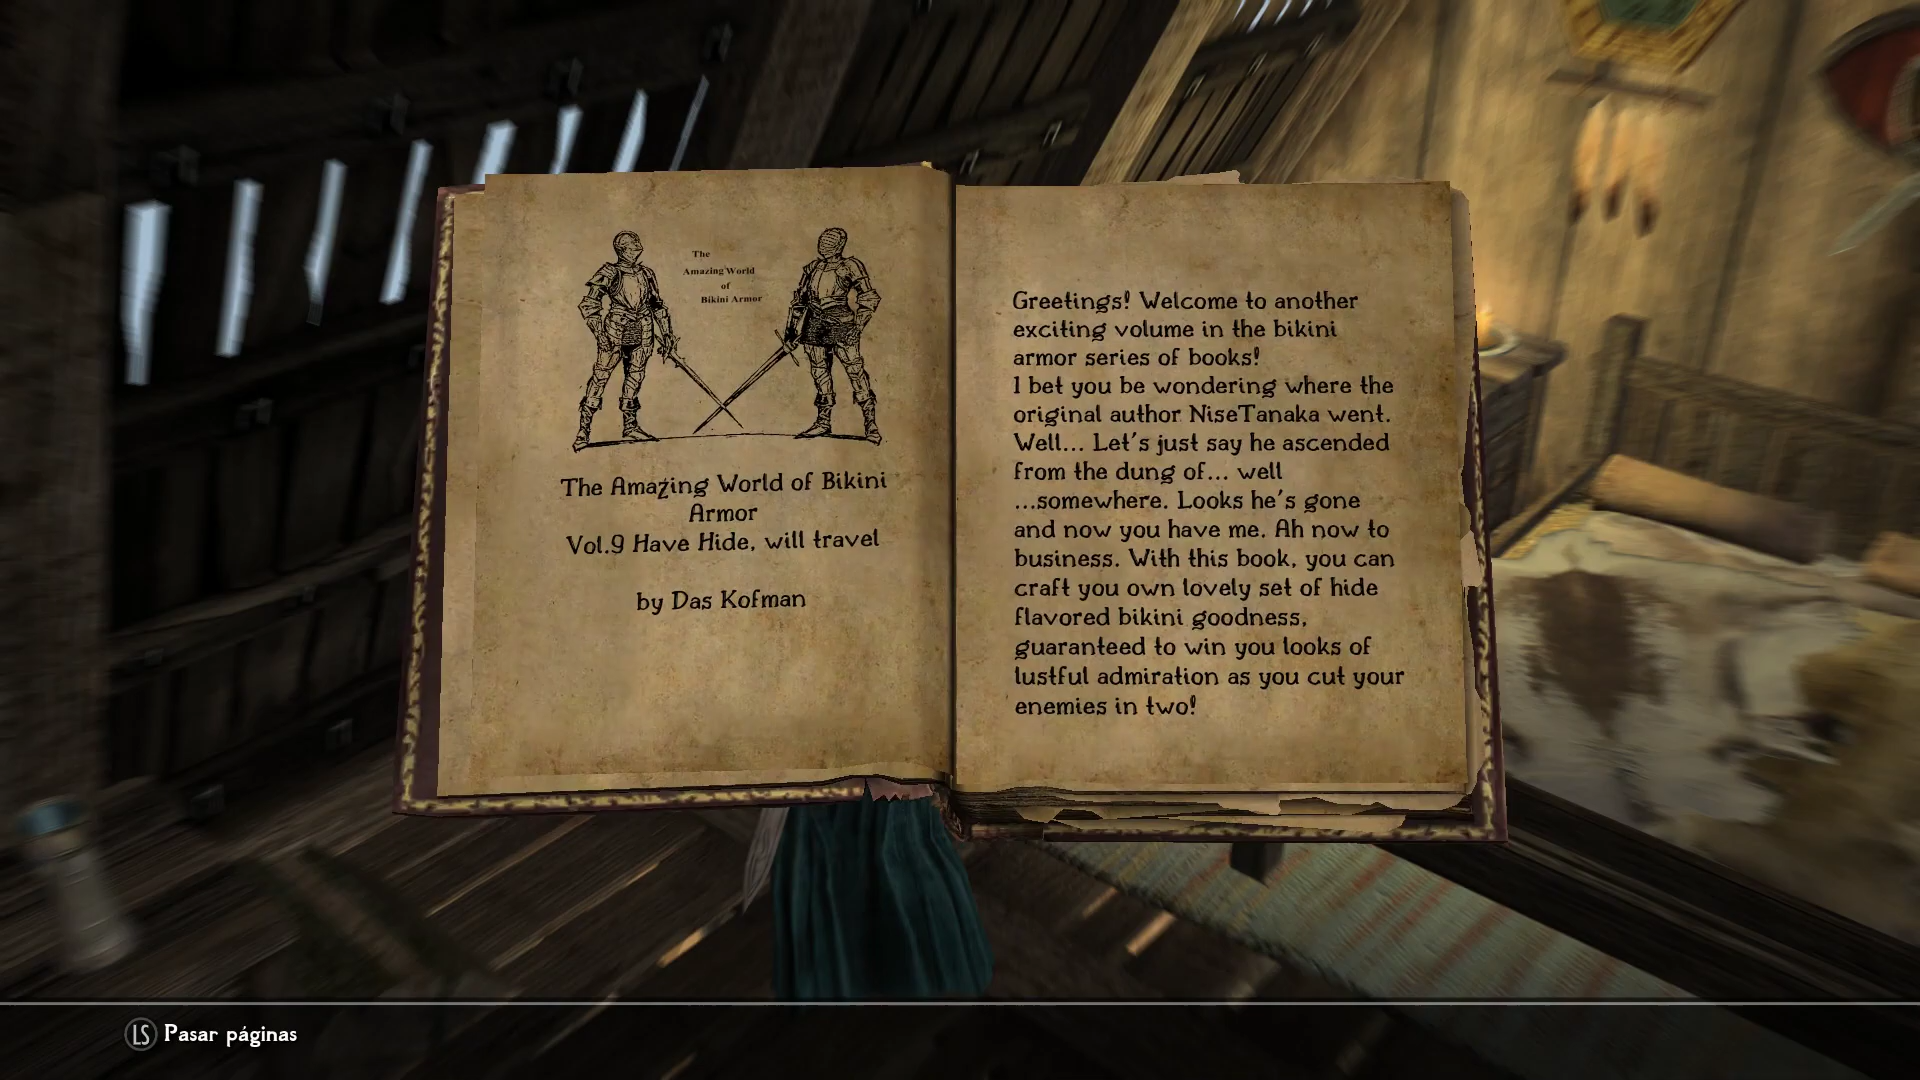 The
Amazing World
of
Bikini Armor
The Amazing World of Bikini
Armor
Vol.9 Have Hide, will travel
by Das Kofman
Greetings! Welcome to another
exciting volume in the bikini
armor series of books!
I bet you be wondering where the
original author NiseTanaka went.
Well... Let's just say he ascended
from the dung of... well
...somewhere. Looks he's gone
and now you have me. Ah now to
business. With this book, you can
craft you own lovely set of hide
flavored bikini goodness,
guaranteed to win you looks of
lustful admiration as you cut your
enemies in two!
LS Pasar páginas